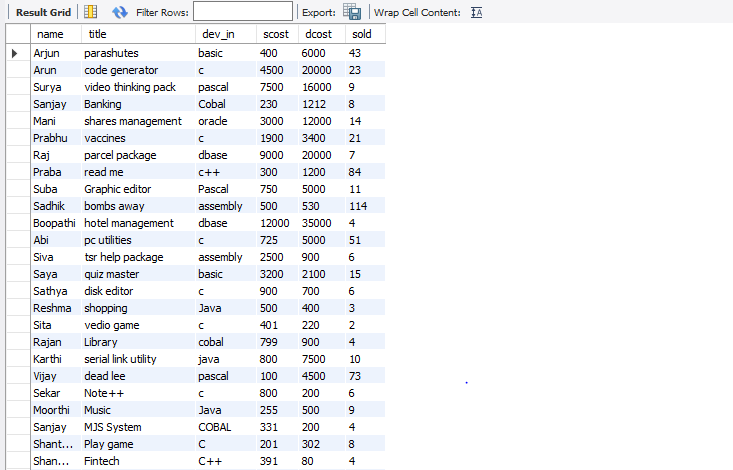 Result Grid Filter Rows: Export: Wrap Cell Content:
name title dev_in scost dcost sold
Arjun parashutes basic 400 6000 43
Arun code generator c 4500 20000 23
Surya video thinking pack pascal 7500 16000 9
Sanjay Banking Cobal 230 1212 8
Mani shares management oracle 3000 12000 14
Prabhu vaccines c 1900 3400 21
Raj parcel package dbase 9000 20000 7
Praba read me c++ 300 1200 84
Suba Graphic editor Pascal 750 5000 11
Sadhik bombs away assembly 500 530 114
Boopathi hotel management dbase 12000 35000 4
Abi pc utilities c 725 5000 51
Siva tsr help package assembly 2500 900 6
Saya quiz master basic 3200 2100 15
Sathya disk editor c 900 700 6
Reshma shopping Java 500 400 3
Sita vedio game c 401 220 2
Rajan Library cobal 799 900 4
Karthi serial link utility java 800 7500 10
Vijay dead lee pascal 100 4500 73
Sekar Note++ c 800 200 6
Moorthi Music Java 255 500 9
Sanjay MJS System COBAL 331 200 4
Shant... Play game C 201 302 8
Shan... Fintech C++ 391 80 4